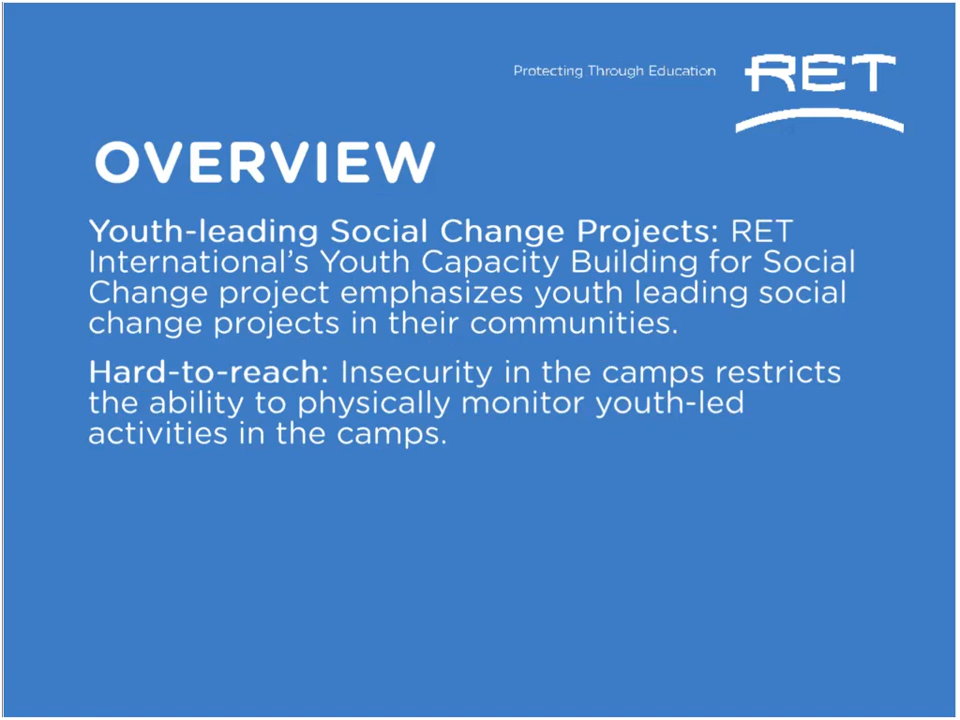 Protecting Through Education
RET
OVERVIEW
Youth-leading Social Change Projects: RET
International's Youth Capacity Building for Social
Change project emphasizes youth leading social
change projects in their communities.
Hard-to-reach: Insecurity in the camps restricts
the ability to physically monitor youth-led
activities in the camps.